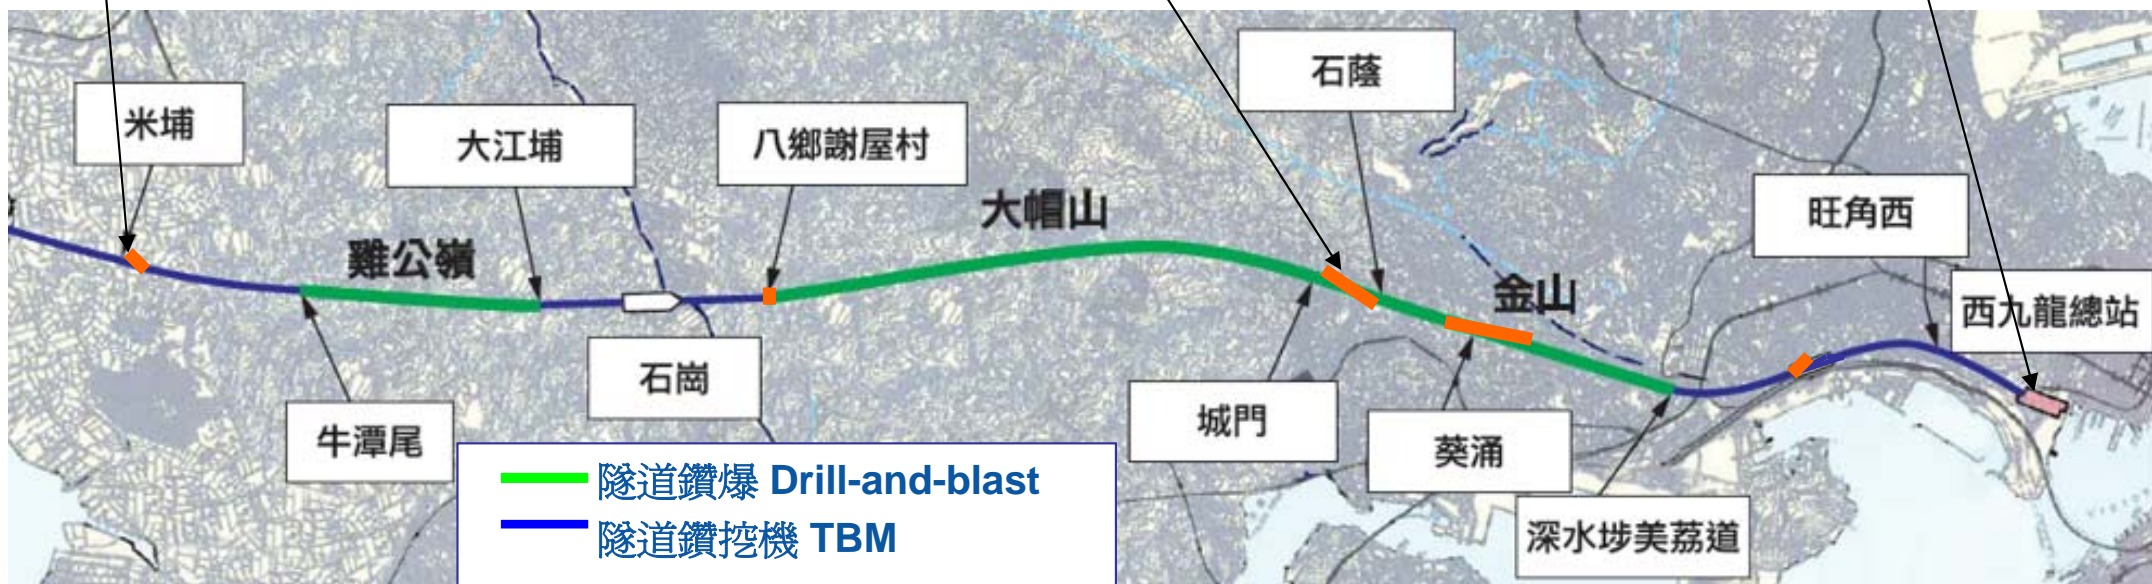 石蔭
米埔
大江埔
八鄉謝屋村
大帽山
旺角西
雞公嶺
金山
西九龍總站
石崗
城門
牛潭尾
葵涌
隧道鑽爆 Drill-and-blast
隧道鑽挖機 TBM
深水埗美荔道